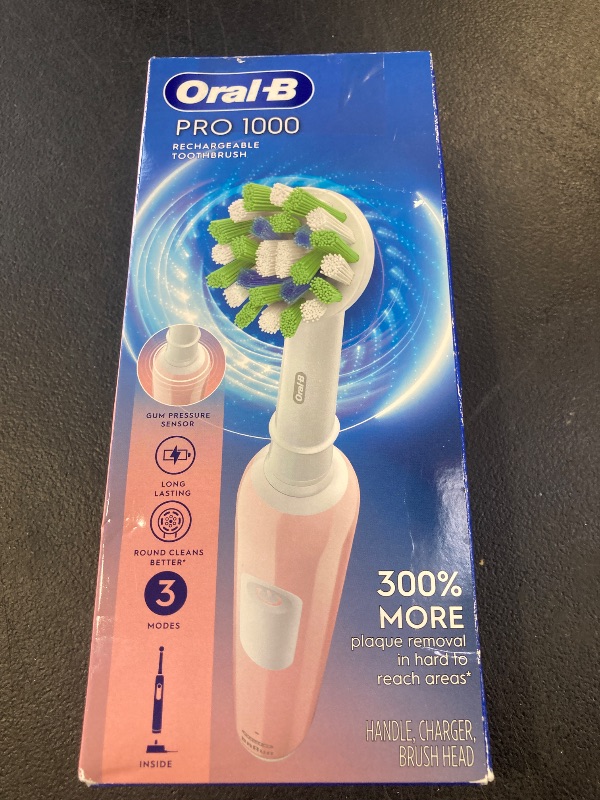 Oral-B
PRO 1000
RECHARGEABLE
TOOTHBRUSH
Oral-B
GUM PRESSURE
SENSOR
LONG
LASTING
ROUND CLEANS
BETTER*
3
MODES
INSIDE
300%
MORE
plaque removal
in hard to
reach areas*
HANDLE, CHARGER,
BRUSH HEAD